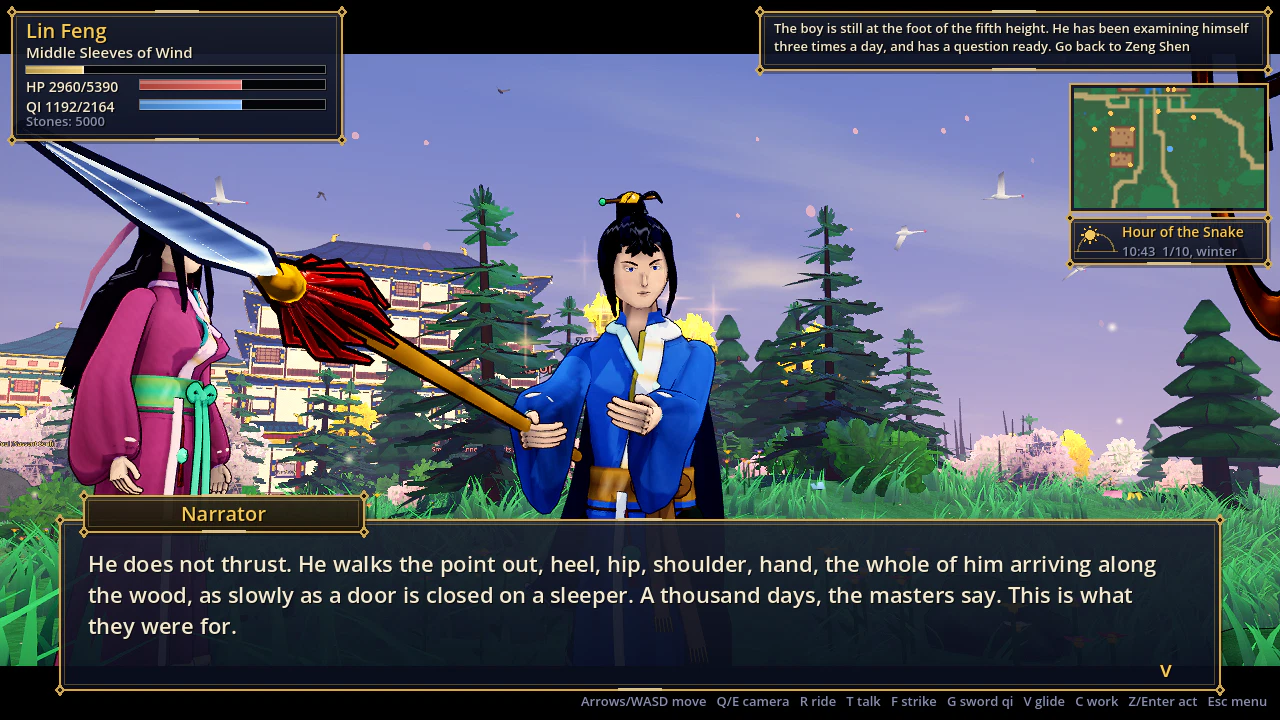 Lin Feng
Middle Sleeves of Wind
HP 2960/5390
QI 1192/2164
Stones: 5000
The boy is still at the foot of the fifth height. He has been examining himself
three times a day, and has a question ready. Go back to Zeng Shen
Hour of the Snake
10:43 1/10, winter
Narrator
He does not thrust. He walks the point out, heel, hip, shoulder, hand, the whole of him arriving along
the wood, as slowly as a door is closed on a sleeper. A thousand days, the masters say. This is what
they were for.
V
Arrows/WASD move Q/E camera R ride T talk F strike G sword qi V glide C work Z/Enter act Esc menu